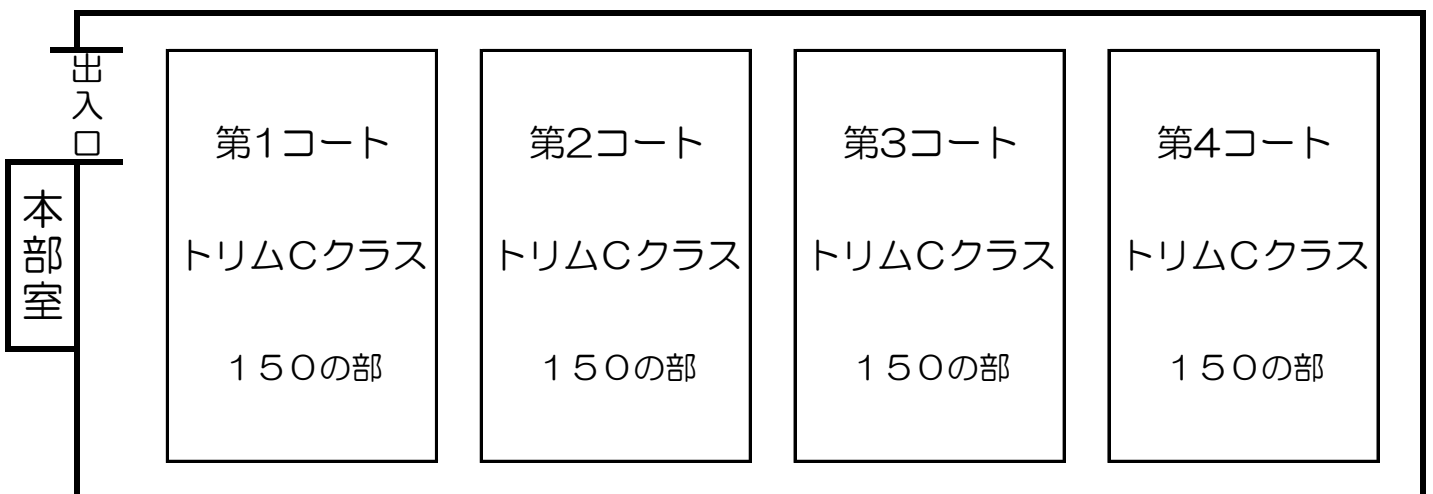 出入口
本部室
第1コート
トリムCクラス
１５０の部
第2コート
トリムCクラス
１５０の部
第3コート
トリムCクラス
１５０の部
第4コート
トリムCクラス
１５０の部